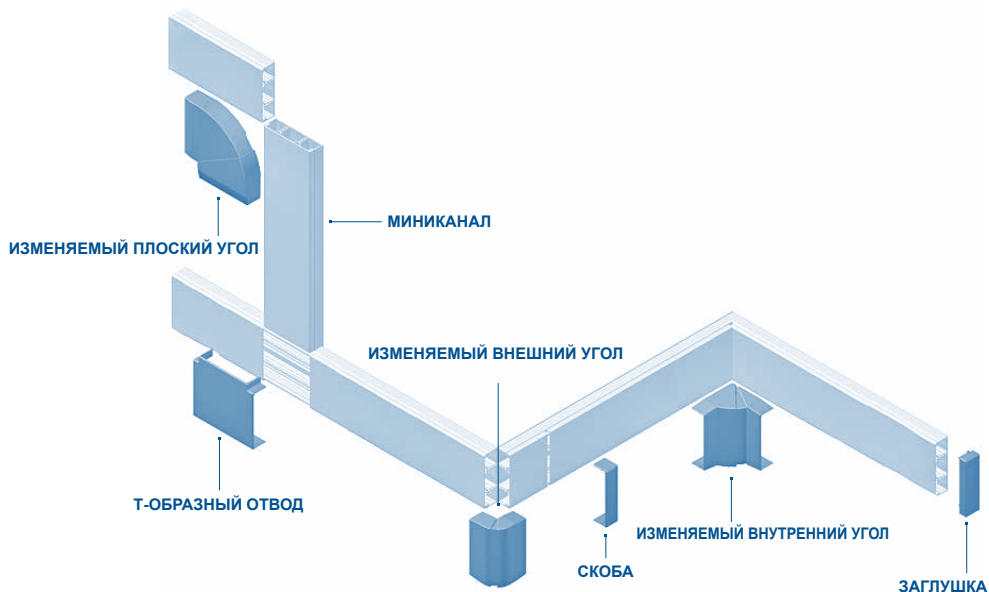 МИНИКАНАЛ
ИЗМЕНЯЕМЫЙ ПЛОСКИЙ УГОЛ
ИЗМЕНЯЕМЫЙ ВНЕШНИЙ УГОЛ
Т-ОБРАЗНЫЙ ОТВОД
ИЗМЕНЯЕМЫЙ ВНУТРЕННИЙ УГОЛ
СКОБА
ЗАГЛУШКА